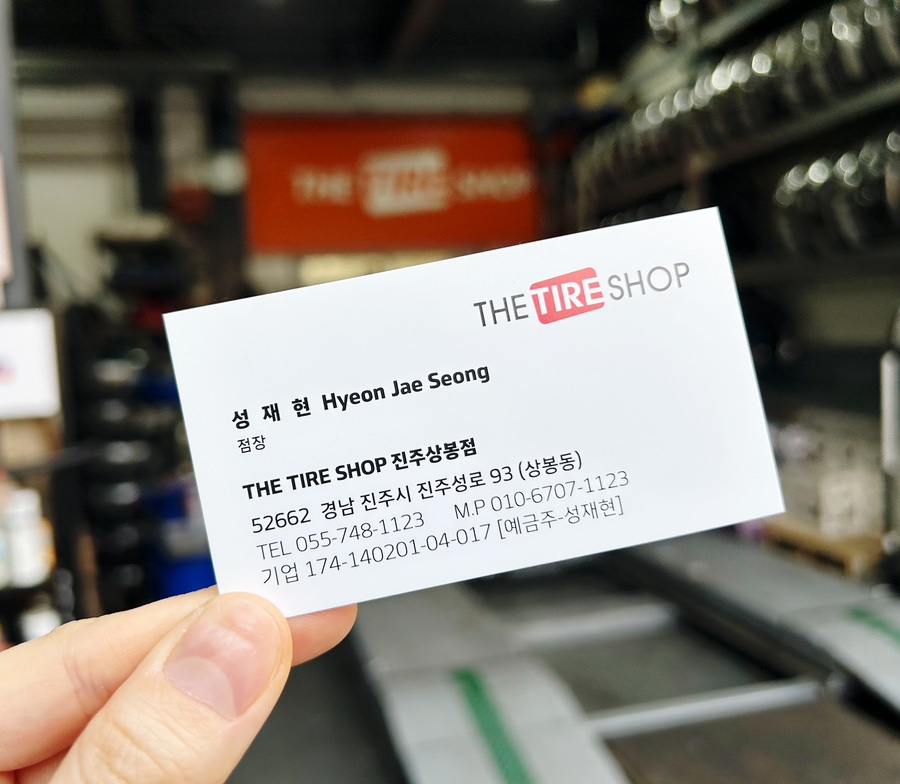 THE TIRE SHOP
THE TIRE SHOP
성 재 현 Hyeon Jae Seong
점장
THE TIRE SHOP 진주상봉점
52662 경남 진주시 진주성로 93 (상봉동)
TEL 055-748-1123 M.P 010-6707-1123
기업 174-140201-04-017 [예금주-성재현]